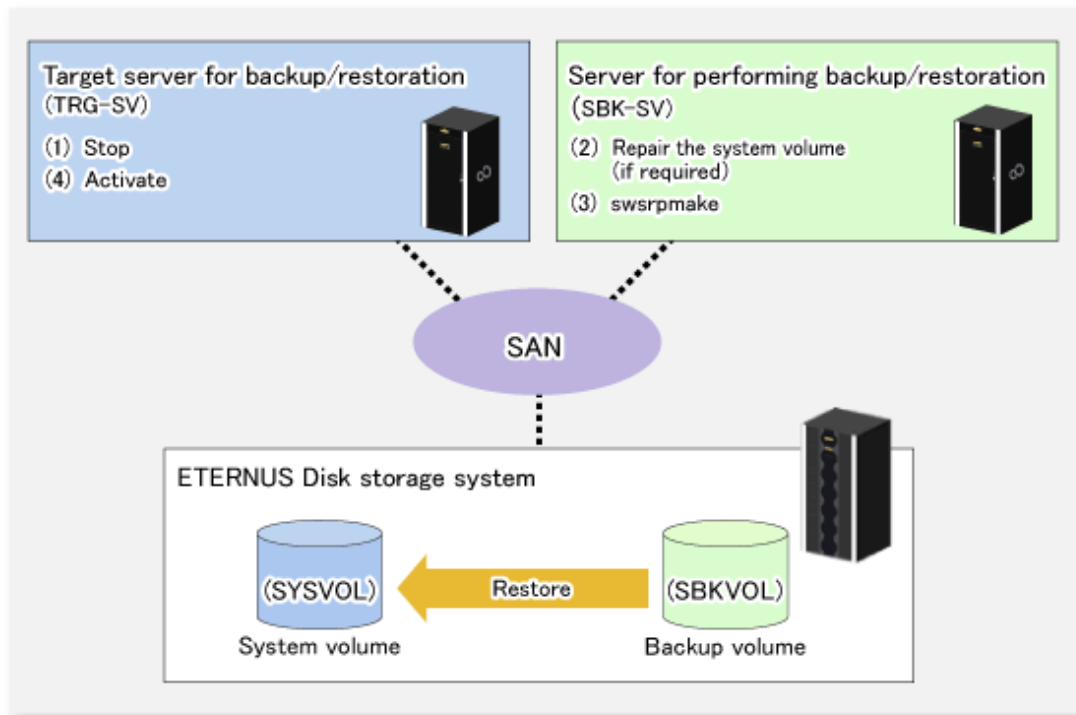 Target server for backup/restoration
(TRG-SV)
(1) Stop
(4) Activate
Server for performing backup/restoration
(SBK-SV)
(2) Repair the system volume
(if required)
(3) swsrpmake
SAN
ETERNUS Disk storage system
(SYSVOL)
Restore
(SBKVOL)
System volume
Backup volume